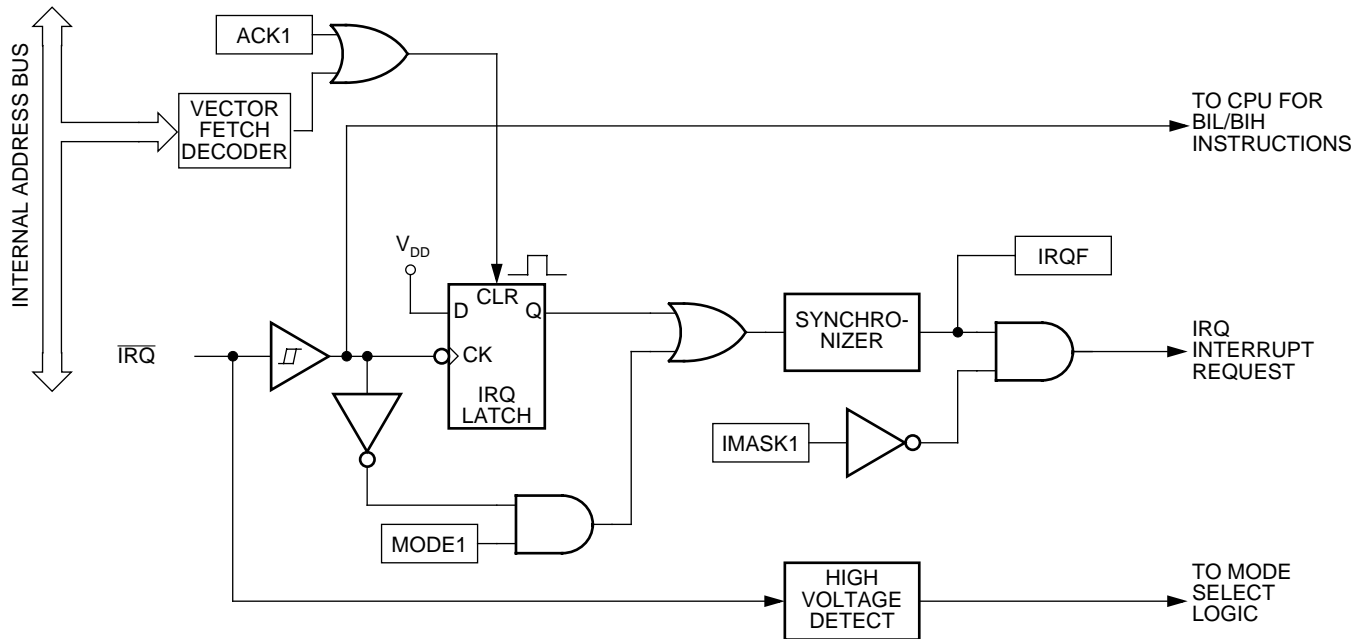 INTERNAL ADDRESS BUS
ACK1
VECTOR
FETCH
DECODER
TO CPU FOR
BIL/BIH
INSTRUCTIONS
VDD
D
CLR
Q
CK
IRQ
LATCH
IRQ
SYNCHRO-
NIZER
IRQF
IRQ
INTERRUPT
REQUEST
IMASK1
MODE1
HIGH
VOLTAGE
DETECT
TO MODE
SELECT
LOGIC